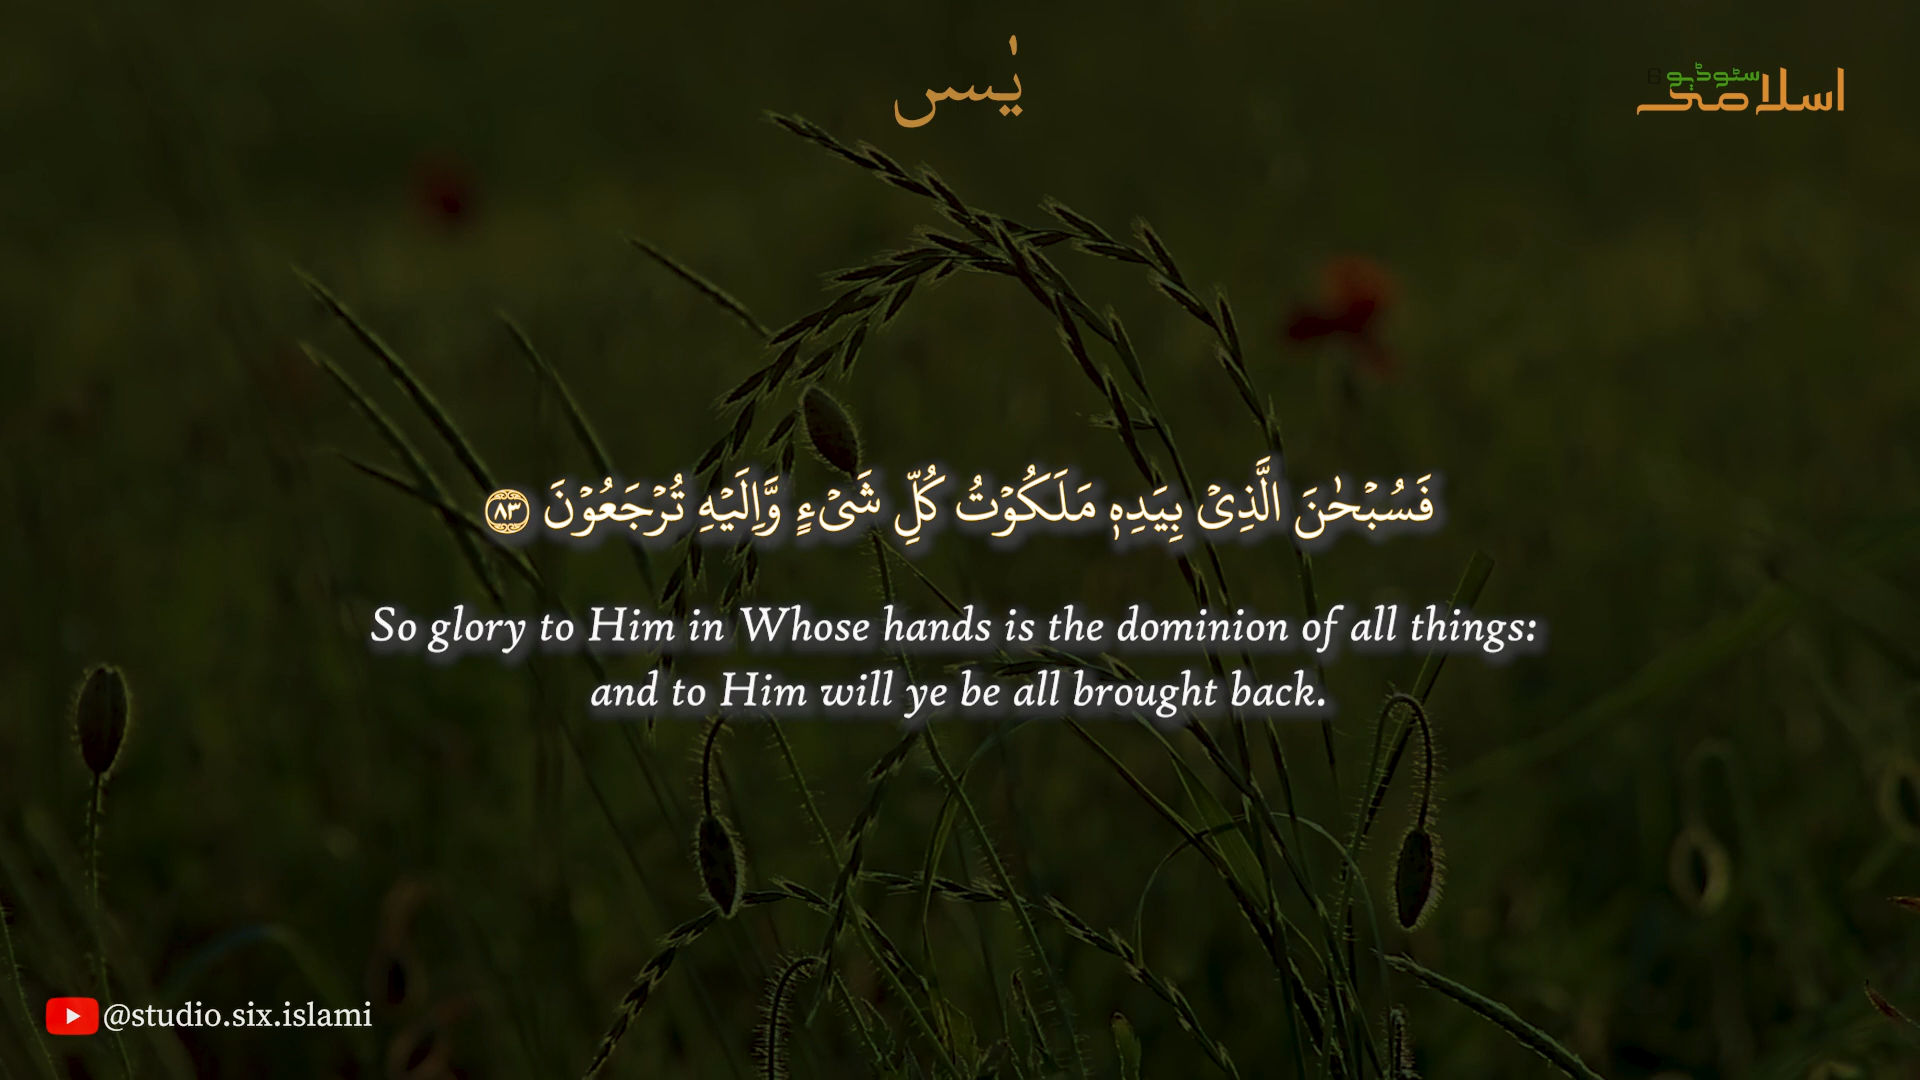 يٰسٓ
اسلامی
سٹوڈیو 6
فَسُبۡحٰنَ الَّذِىۡ بِيَدِهٖ مَلَكُوۡتُ كُلِّ شَىۡءٍ وَّاِلَيۡهِ تُرۡجَعُوۡنَ ۝٨٣
So glory to Him in Whose hands is the dominion of all things:
and to Him will ye be all brought back.
@studio.six.islami